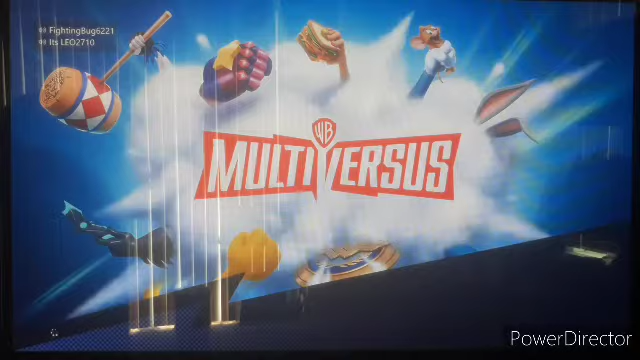 FightingBug6221
Its LEO2710
WB
MULTIVERSUS
PowerDirector